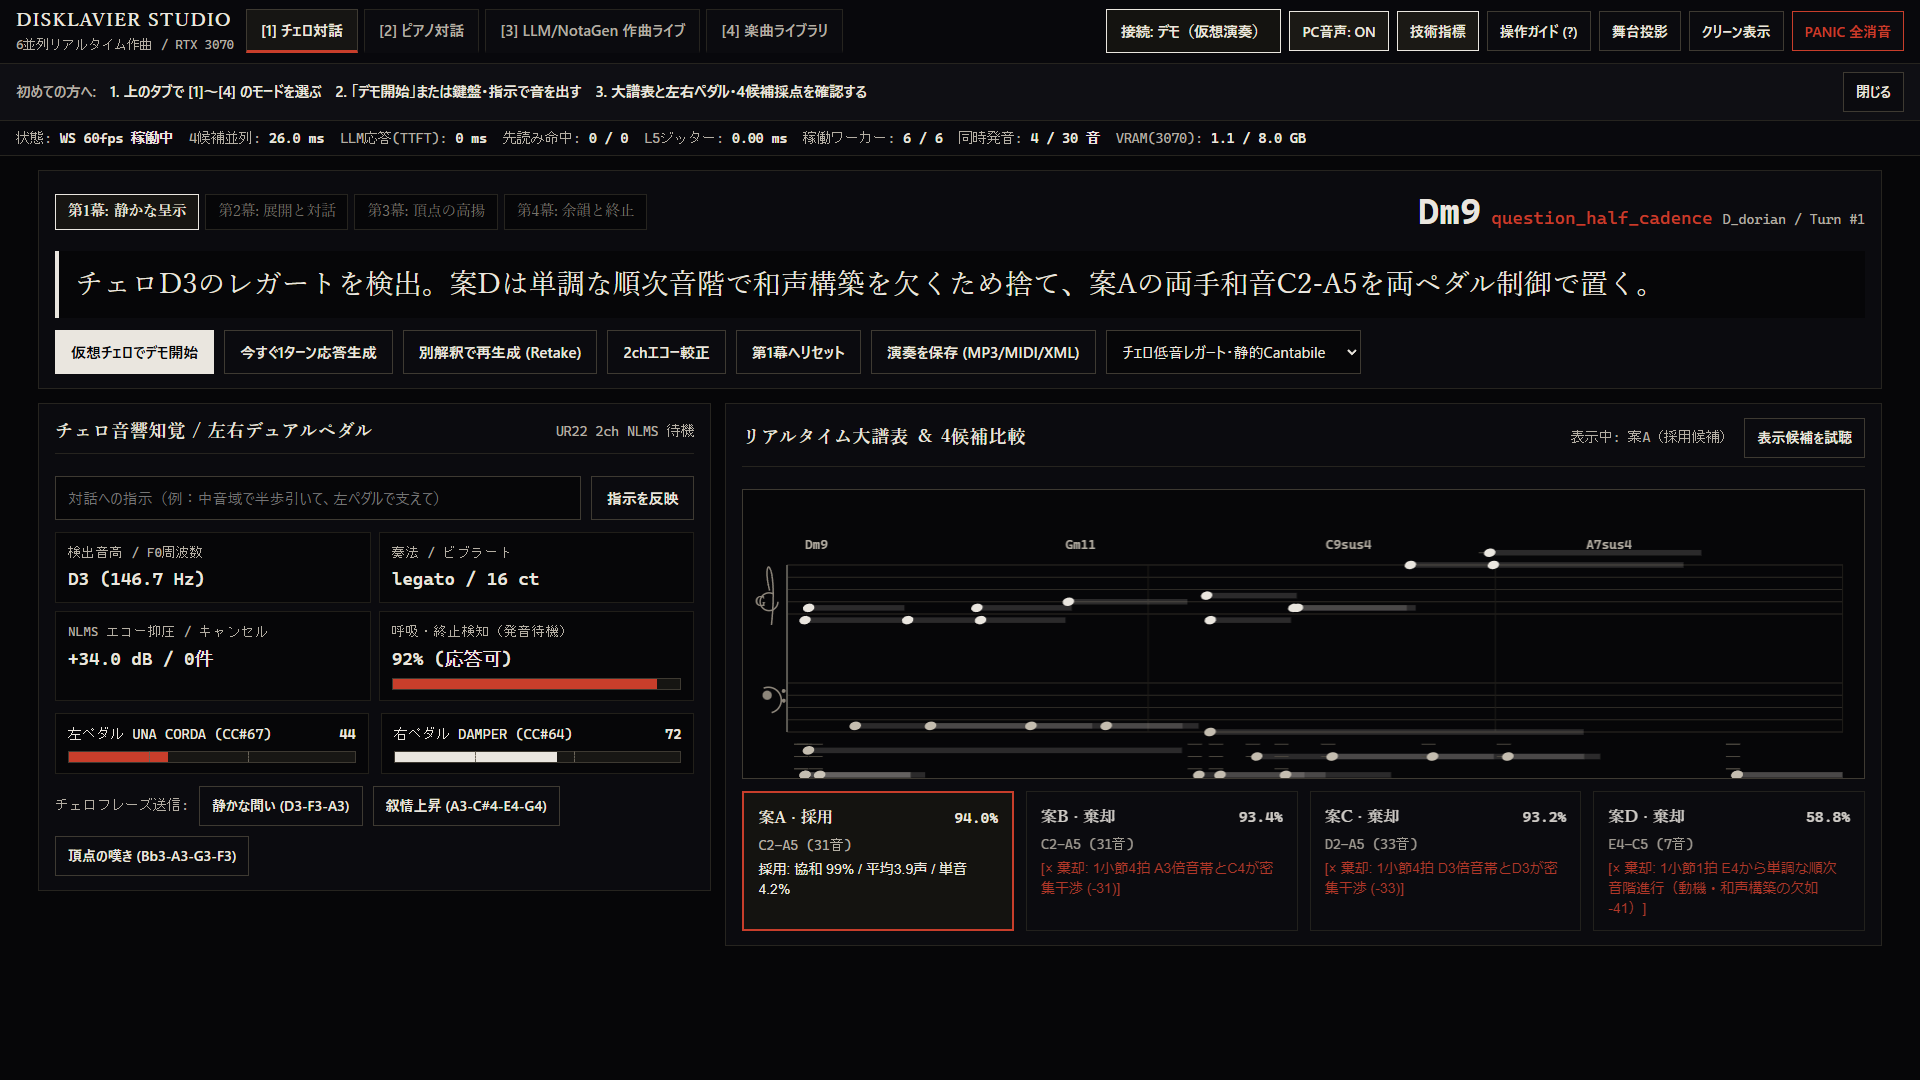 DISKLAVIER STUDIO
6並列リアルタイム作曲 / RTX 3070
[1] チェロ対話
[2] ピアノ対話
[3] LLM/NotaGen 作曲ライブ
[4] 楽曲ライブラリ
接続: デモ（仮想演奏）
PC音声: ON
技術指標
操作ガイド (?)
舞台投影
クリーン表示
PANIC 全消音
初めての方へ: 1. 上のタブで [1]〜[4] のモードを選ぶ 2. 「デモ開始」または鍵盤・指示で音を出す 3. 大譜表と左右ペダル・4候補採点を確認する
閉じる
状態: WS 60fps 稼働中 4候補並列: 26.0 ms LLM応答(TTFT): 0 ms 先読み命中: 0 / 0 L5ジッター: 0.00 ms 稼働ワーカー: 6 / 6 同時発音: 4 / 30 音 VRAM(3070): 1.1 / 8.0 GB
第1幕: 静かな呈示
第2幕: 展開と対話
第3幕: 頂点の高揚
第4幕: 余韻と終止
Dm9 question_half_cadence D_dorian / Turn #1
チェロD3のレガートを検出。案Dは単調な順次音階で和声構築を欠くため捨て、案Aの両手和音C2-A5を両ペダル制御で置く。
仮想チェロでデモ開始
今すぐ1ターン応答生成
別解釈で再生成 (Retake)
2chエコー較正
第1幕へリセット
演奏を保存 (MP3/MIDI/XML)
チェロ低音レガート・静的Cantabile
チェロ音響知覚 / 左右デュアルペダル
UR22 2ch NLMS 待機
対話への指示（例：中音域で半歩引いて、左ペダルで支えて）
指示を反映
検出音高 / F0周波数
D3 (146.7 Hz)
奏法 / ビブラート
legato / 16 ct
NLMS エコー抑圧 / キャンセル
+34.0 dB / 0件
呼吸・終止検知（発音待機）
92% (応答可)
左ペダル UNA CORDA (CC#67) 44
右ペダル DAMPER (CC#64) 72
チェロフレーズ送信:
静かな問い (D3-F3-A3)
叙情上昇 (A3-C#4-E4-G4)
頂点の嘆き (Bb3-A3-G3-F3)
リアルタイム大譜表 & 4候補比較
表示中: 案A（採用候補）
表示候補を試聴
Dm9
Gm11
C9sus4
A7sus4
G
案A · 採用 94.0%
C2–A5 (31音)
採用: 協和 99% / 平均3.9声 / 単音
4.2%
案B · 棄却 93.4%
C2–A5 (31音)
[× 棄却: 1小節4拍 A3倍音帯とC4が密
集干渉 (-31)]
案C · 棄却 93.2%
D2–A5 (33音)
[× 棄却: 1小節4拍 D3倍音帯とD3が密
集干渉 (-33)]
案D · 棄却 58.8%
E4–C5 (7音)
[× 棄却: 1小節1拍 E4から単調な順次
音階進行（動機・和声構築の欠如
-41）]